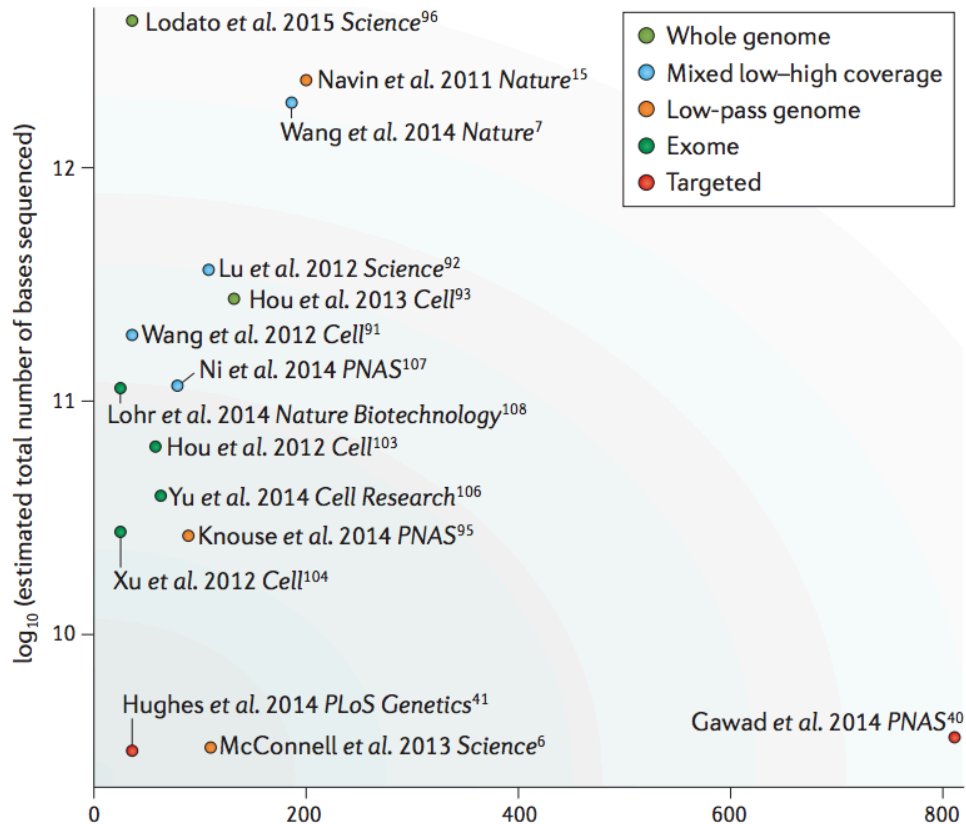 Lodato et al. 2015 Science96
Navin et al. 2011 Nature15
Wang et al. 2014 Nature7
Whole genome
Mixed low–high coverage
Low-pass genome
Exome
Targeted
log10 (estimated total number of bases sequenced)
12
11
10
Lu et al. 2012 Science92
Hou et al. 2013 Cell93
Wang et al. 2012 Cell91
Ni et al. 2014 PNAS107
Lohr et al. 2014 Nature Biotechnology108
Hou et al. 2012 Cell103
Yu et al. 2014 Cell Research106
Knouse et al. 2014 PNAS95
Xu et al. 2012 Cell104
Hughes et al. 2014 PLoS Genetics41
McConnell et al. 2013 Science6
Gawad et al. 2014 PNAS40
0 200 400 600 800